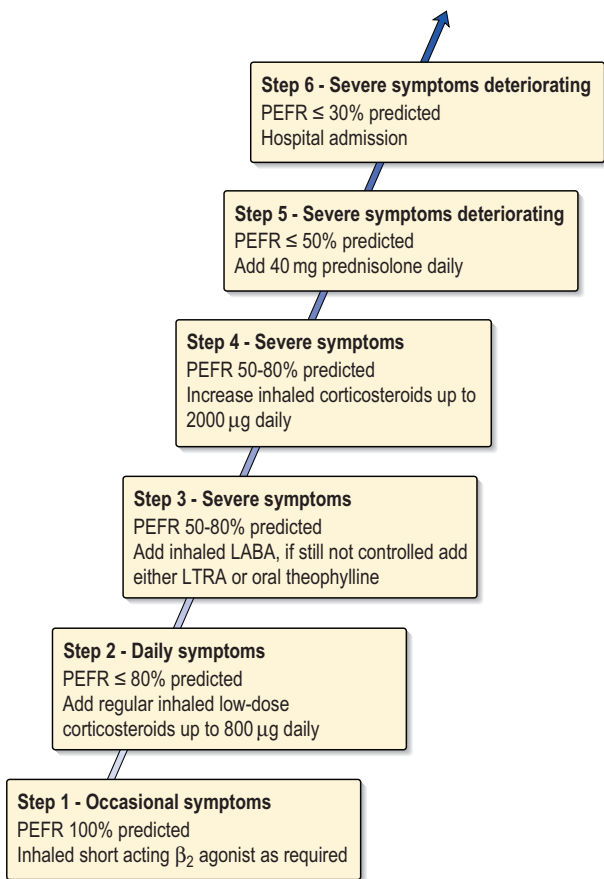 Step 6 - Severe symptoms deteriorating
PEFR ≤ 30% predicted
Hospital admission
Step 5 - Severe symptoms deteriorating
PEFR ≤ 50% predicted
Add 40 mg prednisolone daily
Step 4 - Severe symptoms
PEFR 50-80% predicted
Increase inhaled corticosteroids up to
2000 μg daily
Step 3 - Severe symptoms
PEFR 50-80% predicted
Add inhaled LABA, if still not controlled add
either LTRA or oral theophylline
Step 2 - Daily symptoms
PEFR ≤ 80% predicted
Add regular inhaled low-dose
corticosteroids up to 800 μg daily
Step 1 - Occasional symptoms
PEFR 100% predicted
Inhaled short acting β₂ agonist as required